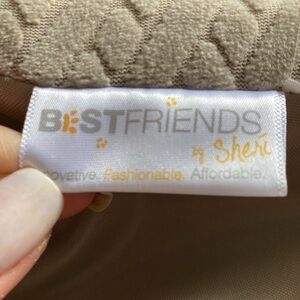 BESTFRIENDS
by Sheri
novative. Fashionable. Affordable.